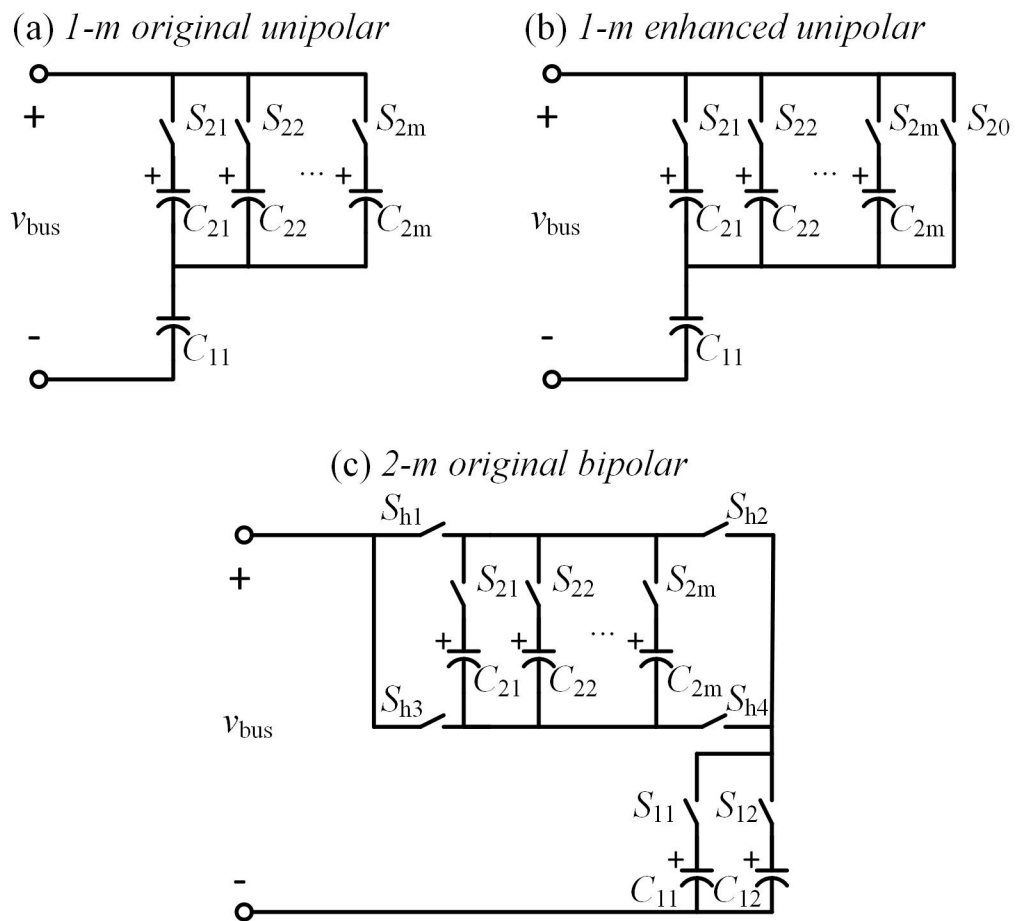 (a) 1-m original unipolar
+
S21 S22 S2m
+ + ... +
vbus
C21 C22 C2m
-
C11
(b) 1-m enhanced unipolar
+
S21 S22 S2m S20
+ + ... +
vbus
C21 C22 C2m
-
C11
(c) 2-m original bipolar
Sh1 Sh2
+
S21 S22 S2m
+ + ... +
C21 C22 C2m
Sh3 Sh4
vbus
S11 S12
+ +
-
C11 C12